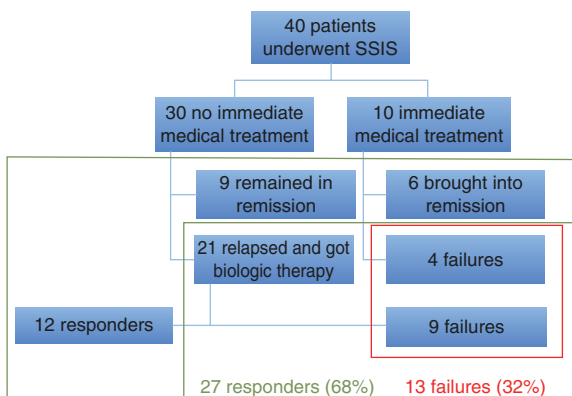 40 patients
underwent SSIS
30 no immediate
medical treatment
10 immediate
medical treatment
9 remained in
remission
6 brought into
remission
21 relapsed and got
biologic therapy
4 failures
12 responders
9 failures
27 responders (68%)
13 failures (32%)